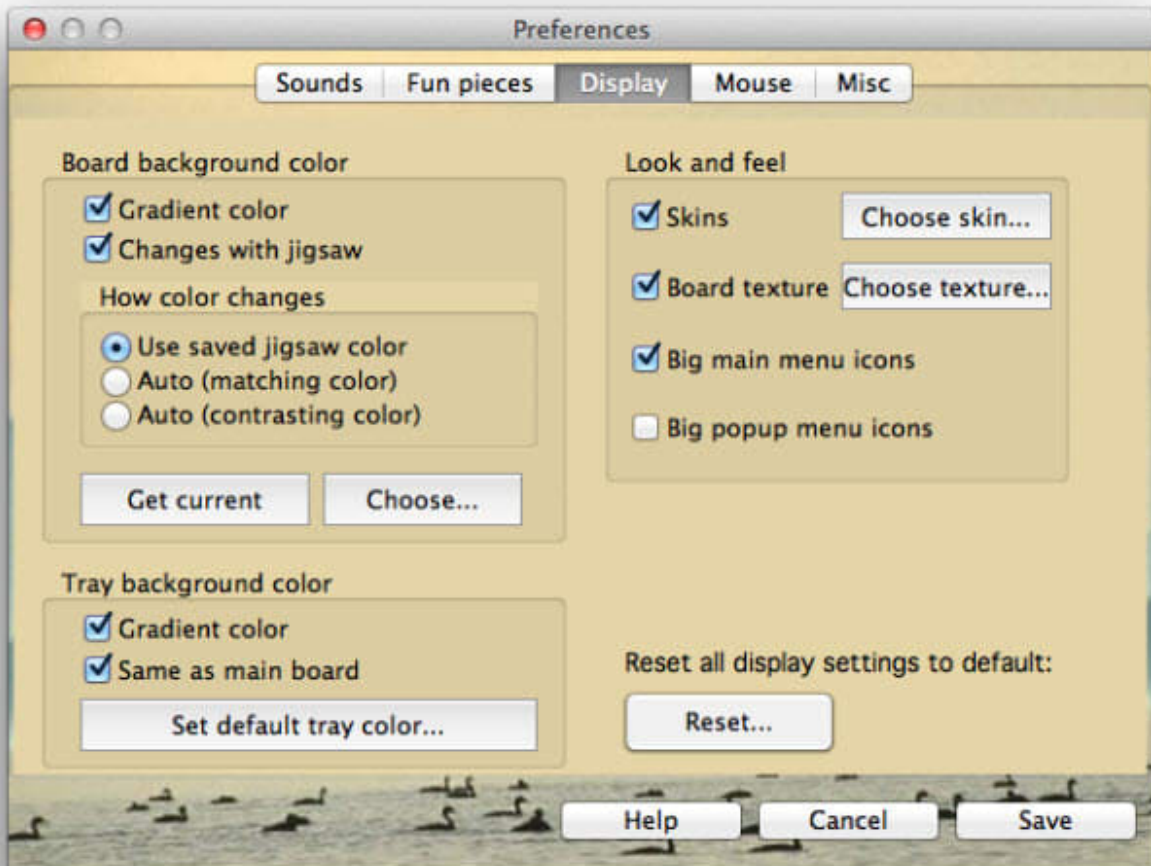 Preferences
Sounds Fun pieces Display Mouse Misc
Board background color
Gradient color
Changes with jigsaw
How color changes
Use saved jigsaw color
Auto (matching color)
Auto (contrasting color)
Get current Choose...
Look and feel
Skins Choose skin...
Board texture Choose texture...
Big main menu icons
Big popup menu icons
Tray background color
Gradient color
Same as main board
Set default tray color...
Reset all display settings to default:
Reset...
Help Cancel Save